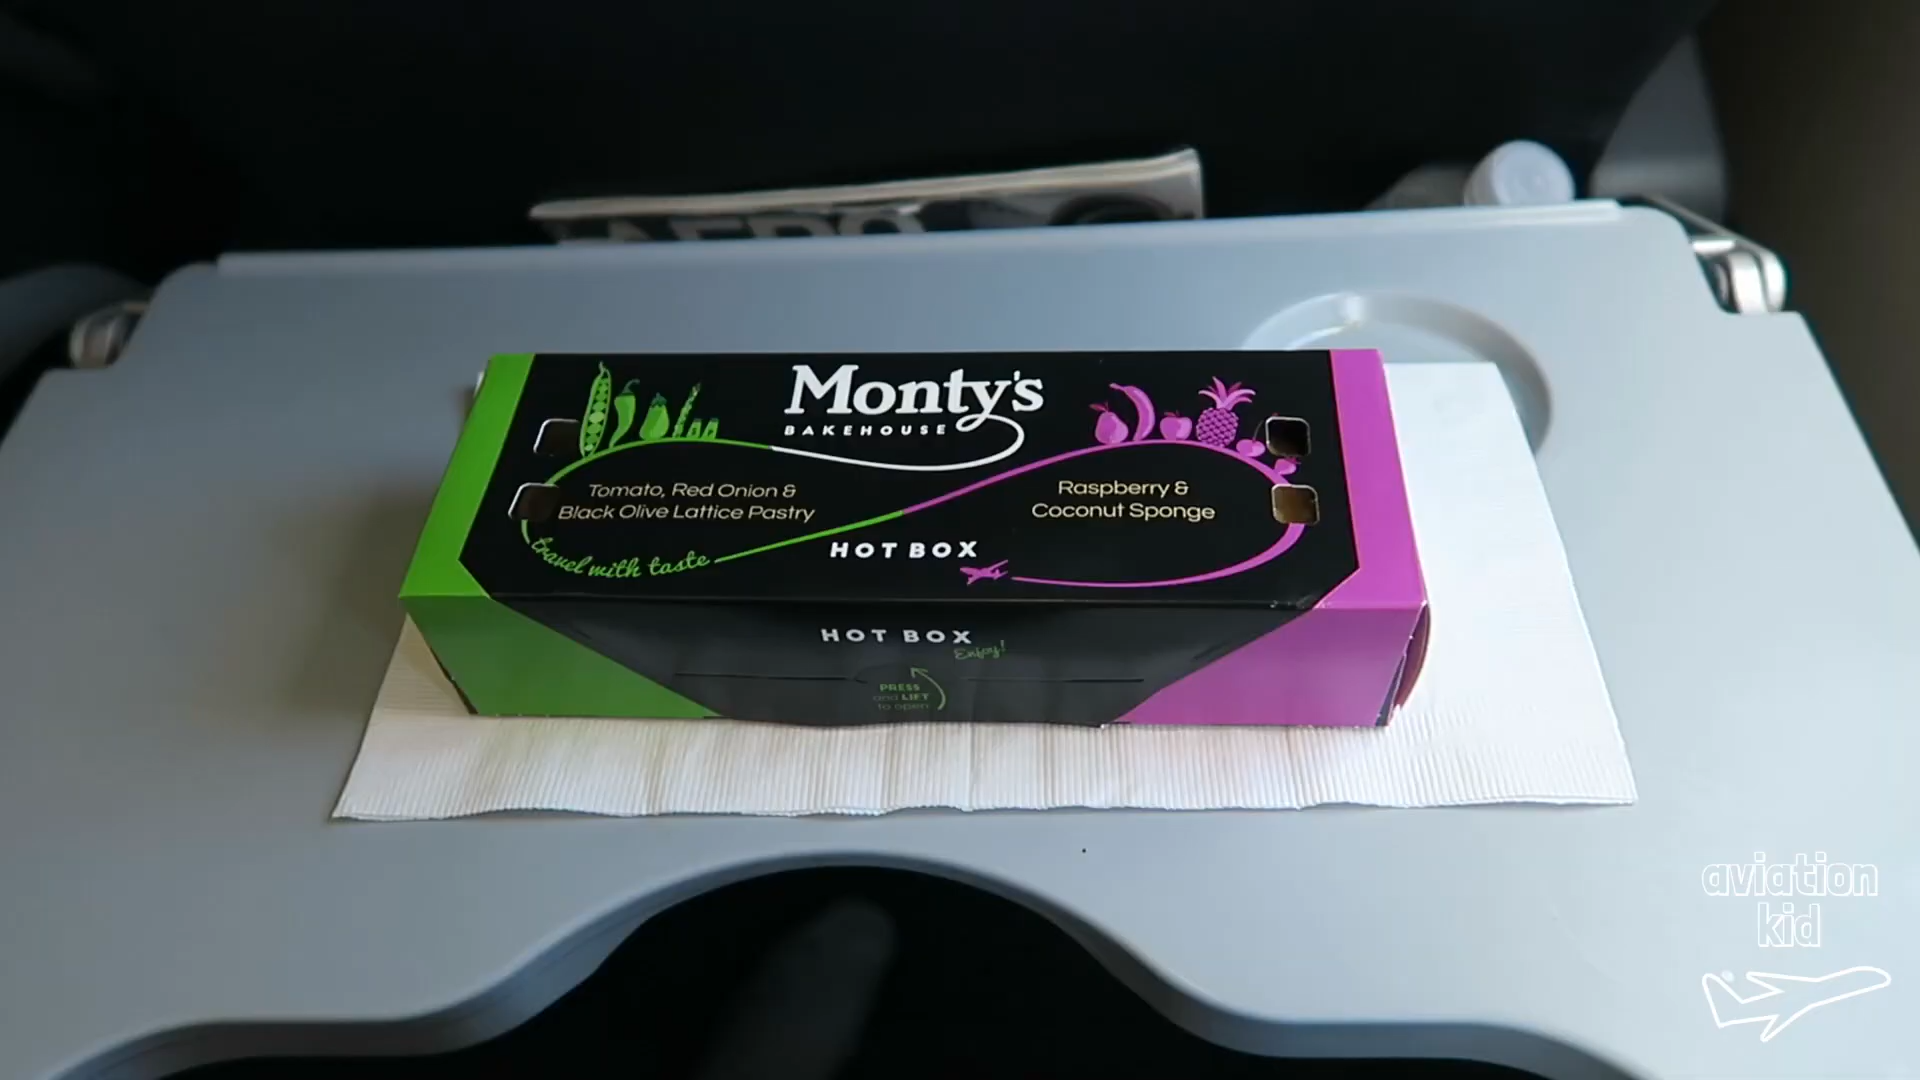 Monty's
BAKEHOUSE
Tomato, Red Onion &
Black Olive Lattice Pastry
Raspberry &
Coconut Sponge
travel with taste
HOT BOX
HOT BOX
Enjoy!
PRESS
and LIFT
to open
aviation
kid